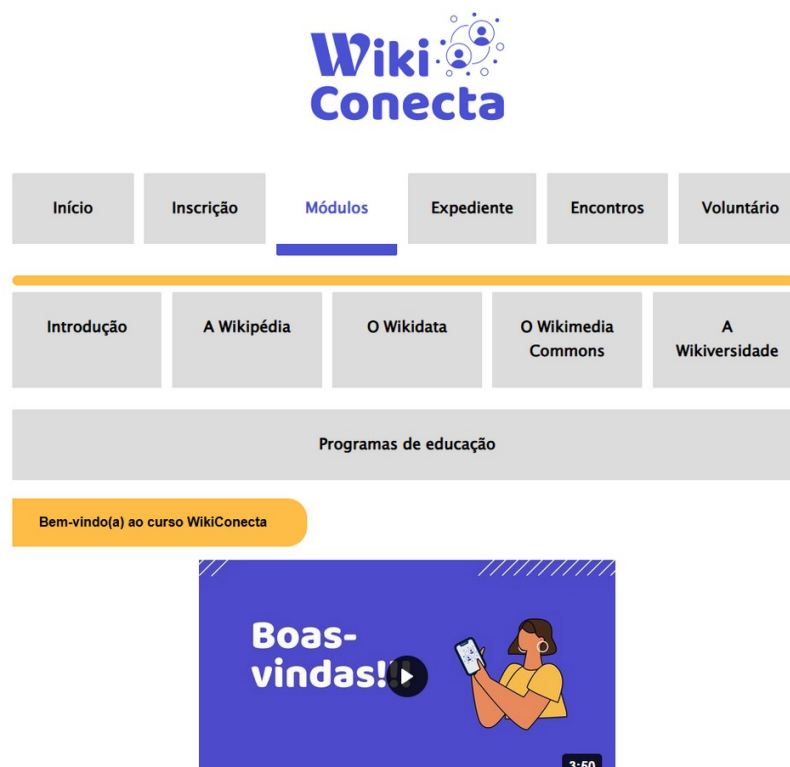 Wiki
Conecta
Início
Inscrição
Módulos
Expediente
Encontros
Voluntário
Introdução
A Wikipédia
O Wikidata
O Wikimedia
Commons
A
Wikiversidade
Programas de educação
Bem-vindo(a) ao curso WikiConecta
Boas-
vindas!!!
3:50